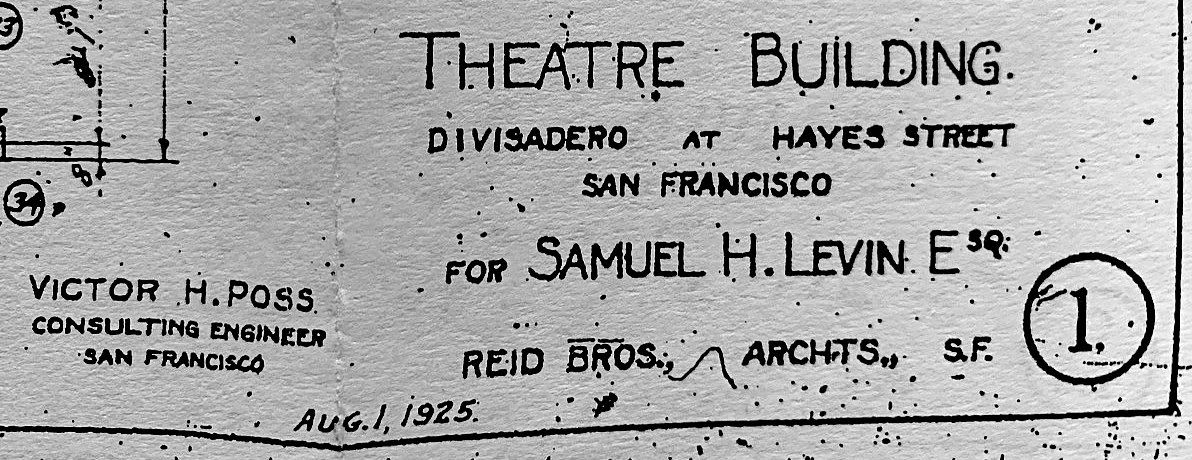 THEATRE BUILDING.
DIVISADERO AT HAYES STREET
SAN FRANCISCO
FOR SAMUEL H. LEVIN. ESQ:
REID BROS., ARCHTS., S.F.
1.
VICTOR H. POSS.
CONSULTING ENGINEER
SAN FRANCISCO
AUG. 1, 1925.
34